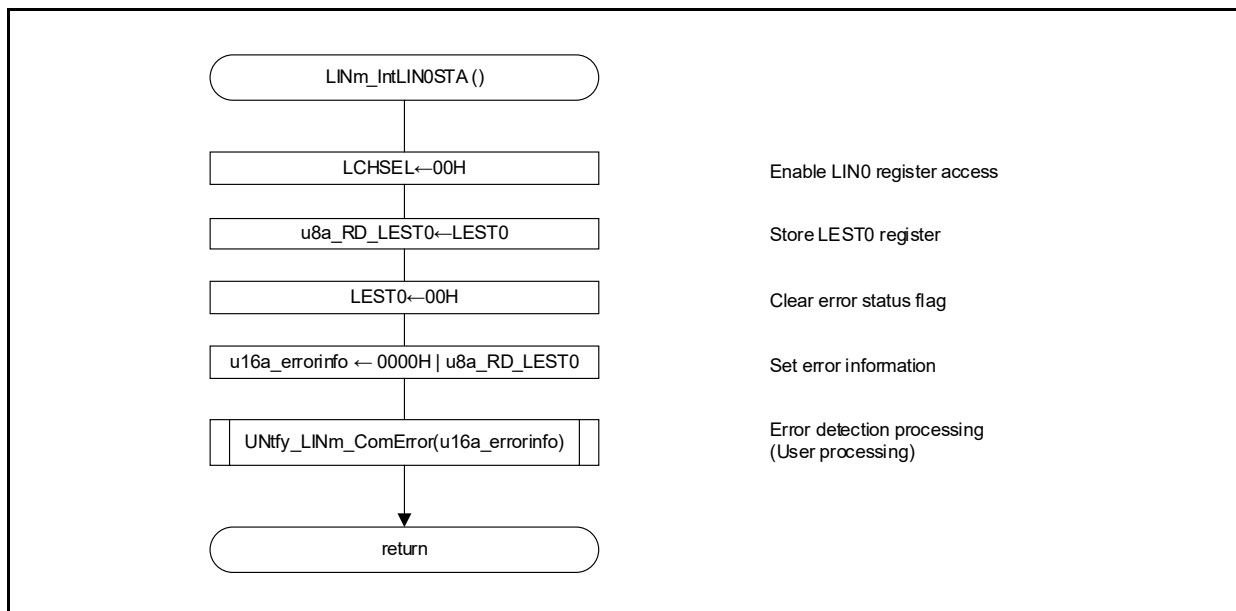 LINm_IntLIN0STA ()
LCHSEL←00H
Enable LIN0 register access
u8a_RD_LEST0←LEST0
Store LEST0 register
LEST0←00H
Clear error status flag
u16a_errorinfo ← 0000H | u8a_RD_LEST0
Set error information
UNtfy_LINm_ComError(u16a_errorinfo)
Error detection processing
(User processing)
return